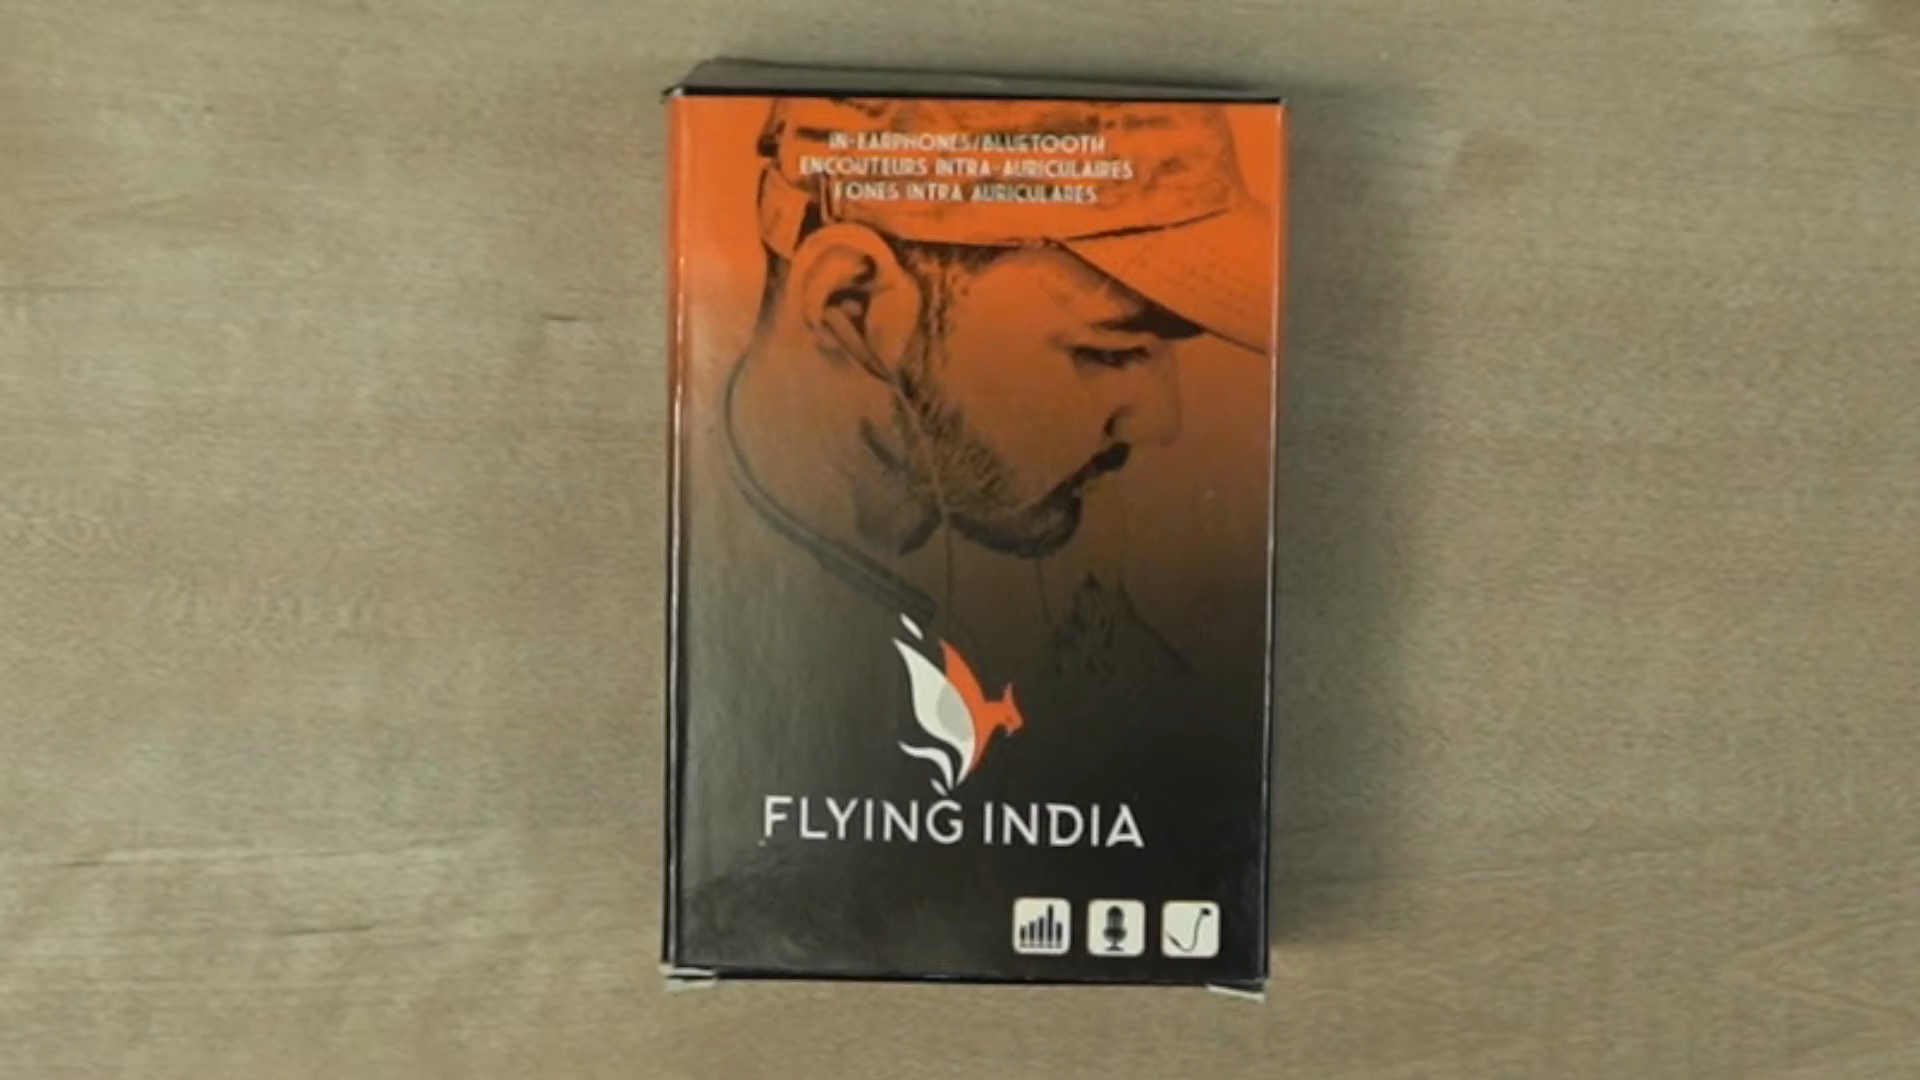 IN-EARPHONES/BLUETOOTH
ENCOUTEURS INTRA-AURICULAIRES
FONES INTRA AURICULARES
FLYING INDIA